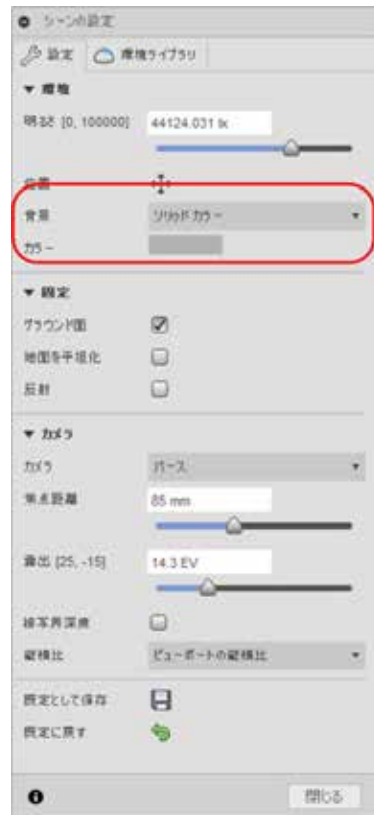 シーンの設定
設定 環境ライブラリ
▼ 環境
明るさ [0, 100000] 44124.031 lx
位置
背景 ソリッド カラー
カラー
▼ 設定
グラウンド面
地面を平坦化
反射
▼ カメラ
カメラ パース
焦点距離 85 mm
露出 [25, -15] 14.3 EV
被写界深度
縦横比 ビューポートの縦横比
既定として保存
既定に戻す
閉じる